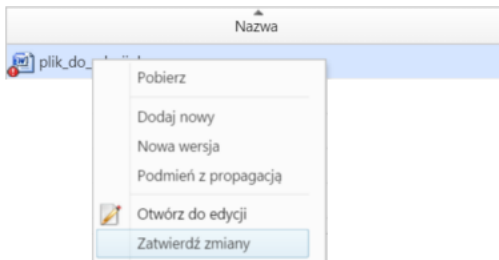 Nazwa
plik_do_
Pobierz
Dodaj nowy
Nowa wersja
Podmień z propagacją
Otwórz do edycji
Zatwierdź zmiany